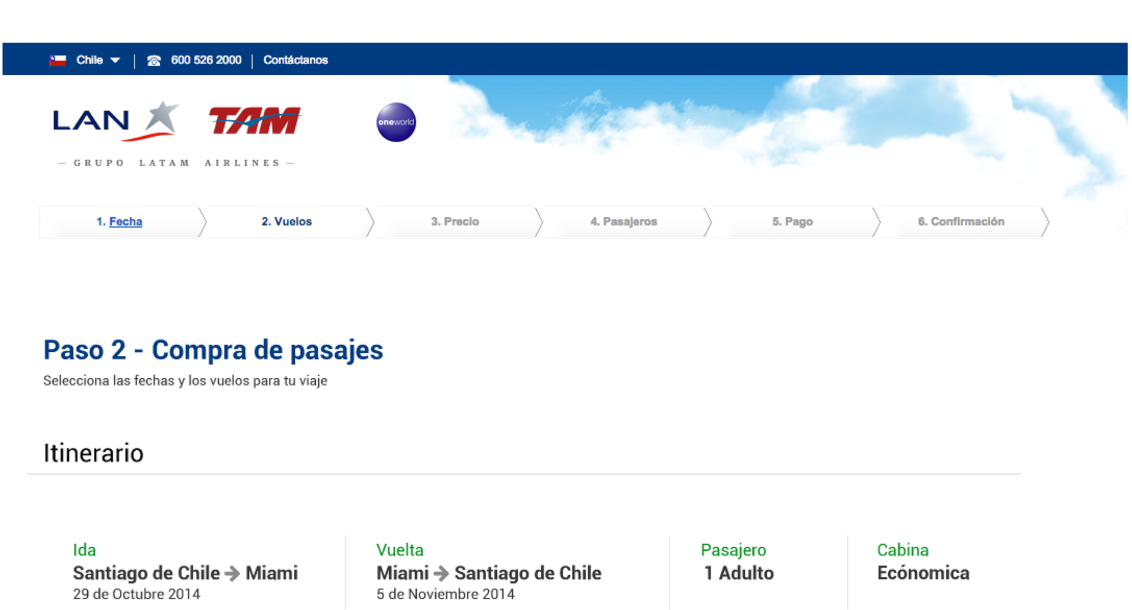 Chile 600 526 2000 Contáctanos
LAN TAM oneworld
— GRUPO LATAM AIRLINES —
1. Fecha 2. Vuelos 3. Precio 4. Pasajeros 5. Pago 6. Confirmación
Paso 2 - Compra de pasajes
Selecciona las fechas y los vuelos para tu viaje
Itinerario
Ida Vuelta Pasajero Cabina
Santiago de Chile → Miami Miami → Santiago de Chile 1 Adulto Ecónomica
29 de Octubre 2014 5 de Noviembre 2014